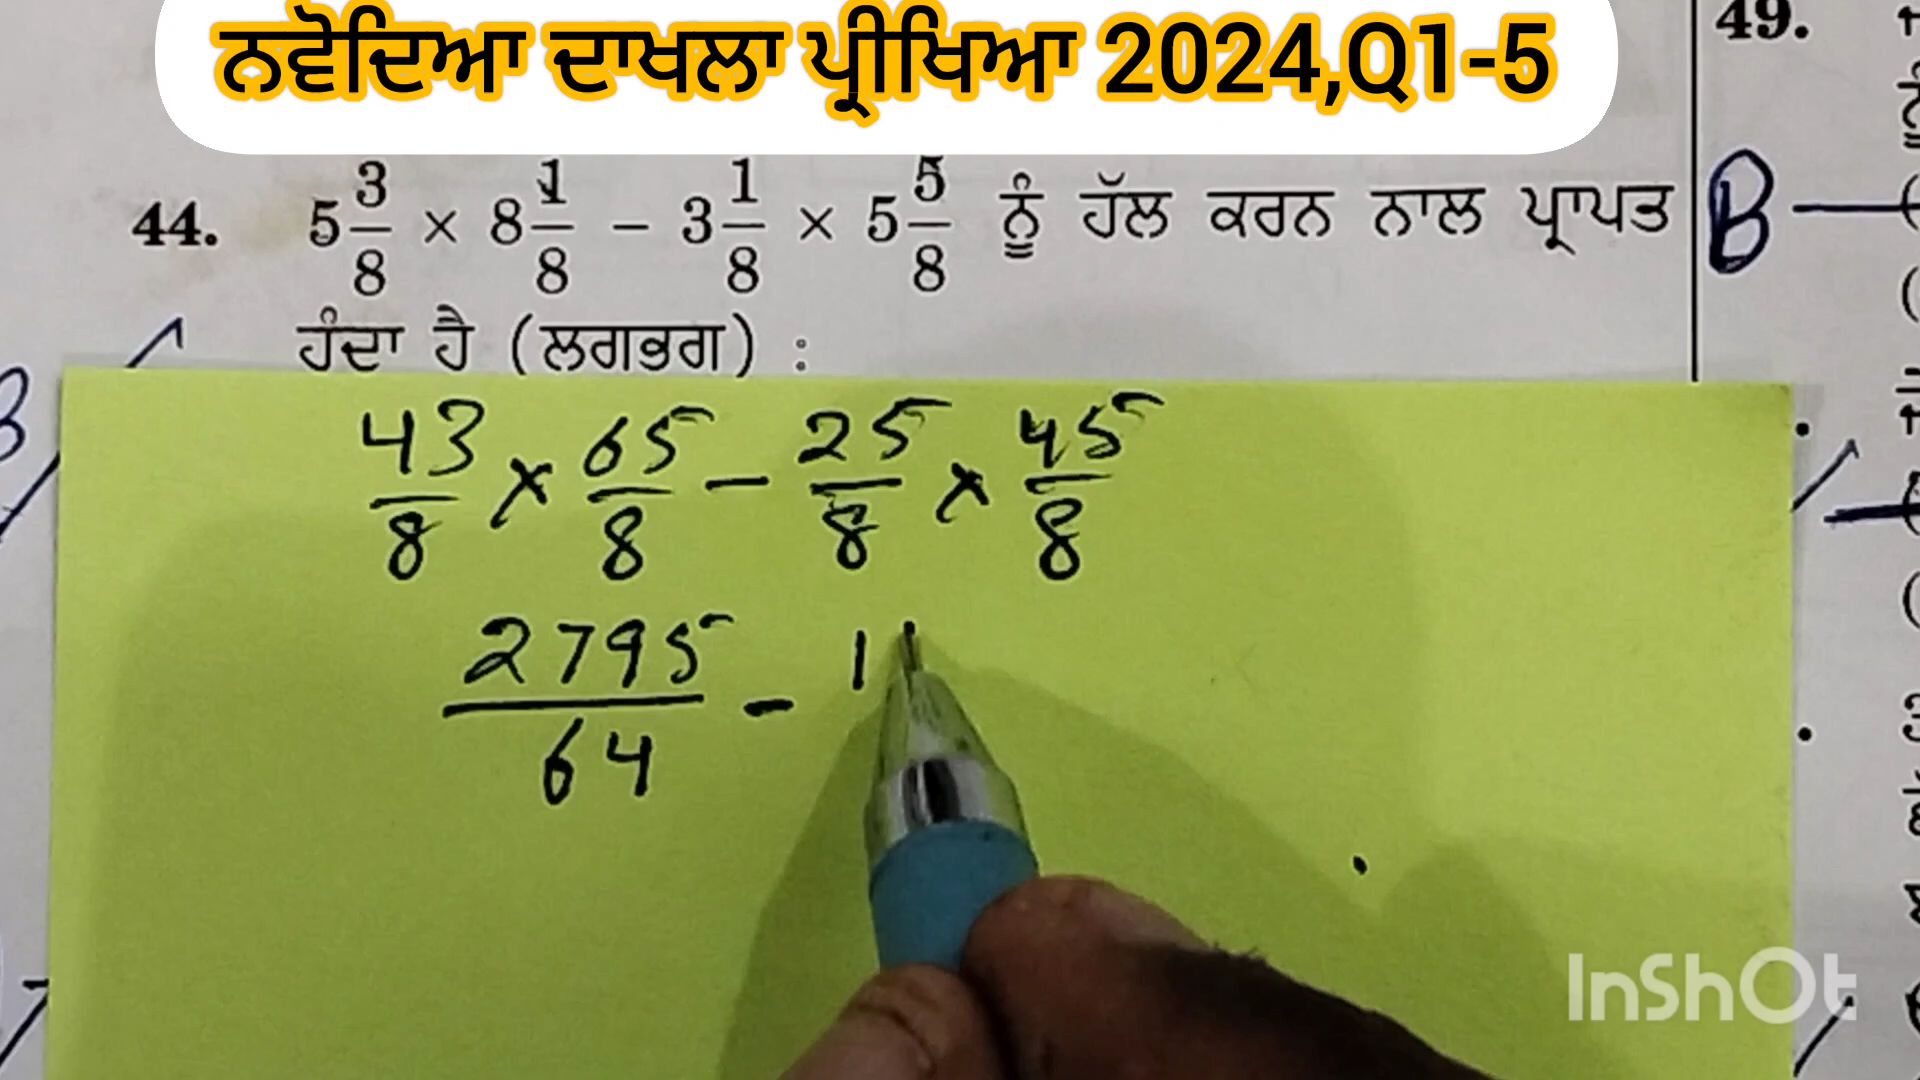 ਨਵੋਦਿਆ ਦਾਖਲਾ ਪ੍ਰੀਖਿਆ 2024,Q1-5
49.
44. 5 3/8 × 8 1/8 − 3 1/8 × 5 5/8 ਨੂੰ ਹੱਲ ਕਰਨ ਨਾਲ ਪ੍ਰਾਪਤ
B
ਹੁੰਦਾ ਹੈ (ਲਗਭਗ) :
43/8 × 65/8 − 25/8 × 45/8
2795/64 − 1
InShOt